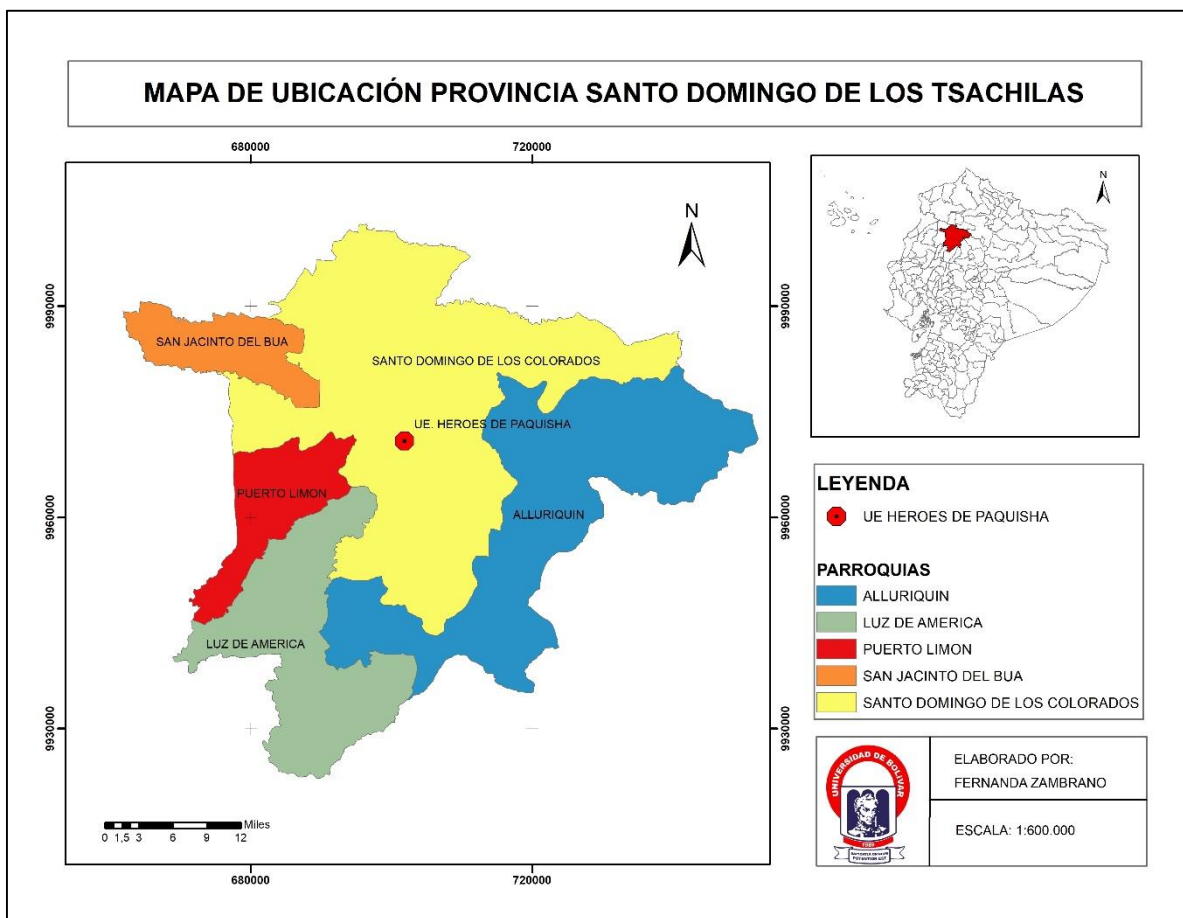 MAPA DE UBICACIÓN PROVINCIA SANTO DOMINGO DE LOS TSACHILAS
680000
720000
N
9990000
9990000
SAN JACINTO DEL BUA
SANTO DOMINGO DE LOS COLORADOS
UE. HEROES DE PAQUISHA
PUERTO LIMON
ALLURIQUIN
9960000
9960000
LUZ DE AMERICA
9930000
9930000
Miles
0 1,5 3 6 9 12
680000
720000
N
LEYENDA
UE HEROES DE PAQUISHA
PARROQUIAS
ALLURIQUIN
LUZ DE AMERICA
PUERTO LIMON
SAN JACINTO DEL BUA
SANTO DOMINGO DE LOS COLORADOS
UNIVERSIDAD DE BOLIVAR
1989
ELABORADO POR:
FERNANDA ZAMBRANO
ESCALA: 1:600.000